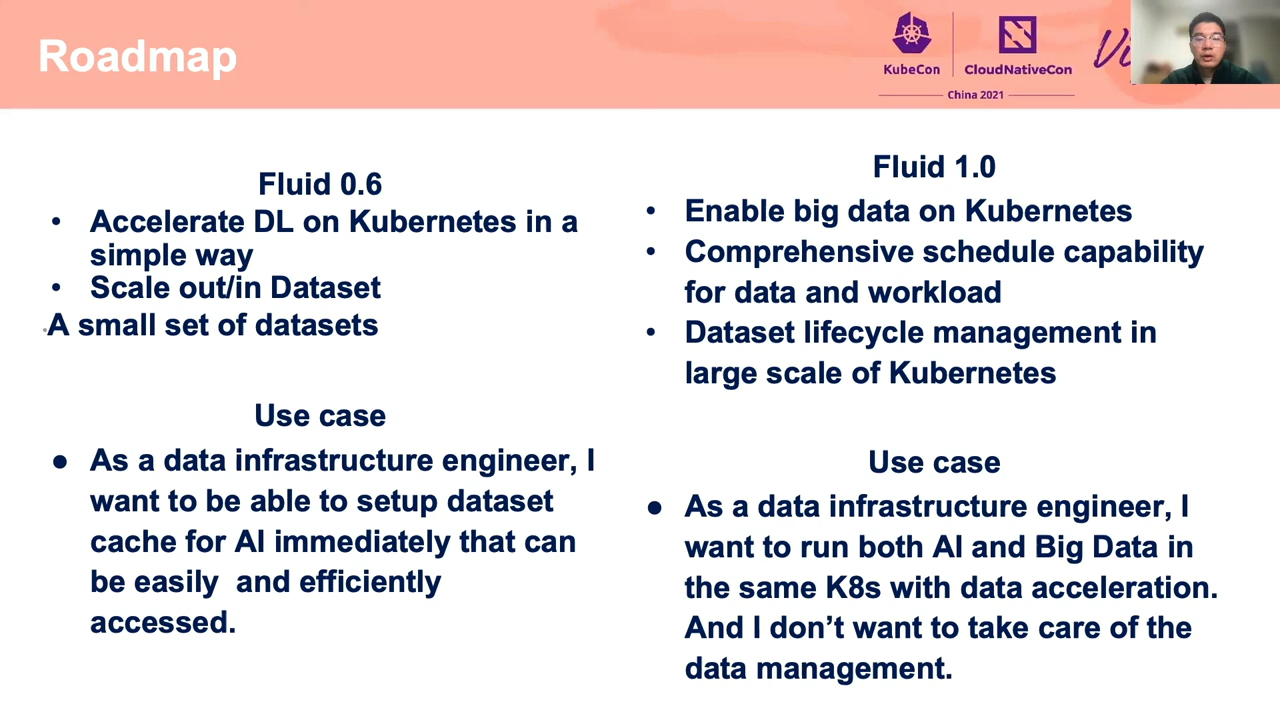 Roadmap
KubeCon
CloudNativeCon
China 2021
Fluid 0.6
• Accelerate DL on Kubernetes in a
simple way
• Scale out/in Dataset
A small set of datasets
Use case
● As a data infrastructure engineer, I
want to be able to setup dataset
cache for AI immediately that can
be easily and efficiently
accessed.
Fluid 1.0
• Enable big data on Kubernetes
• Comprehensive schedule capability
for data and workload
• Dataset lifecycle management in
large scale of Kubernetes
Use case
● As a data infrastructure engineer, I
want to run both AI and Big Data in
the same K8s with data acceleration.
And I don’t want to take care of the
data management.